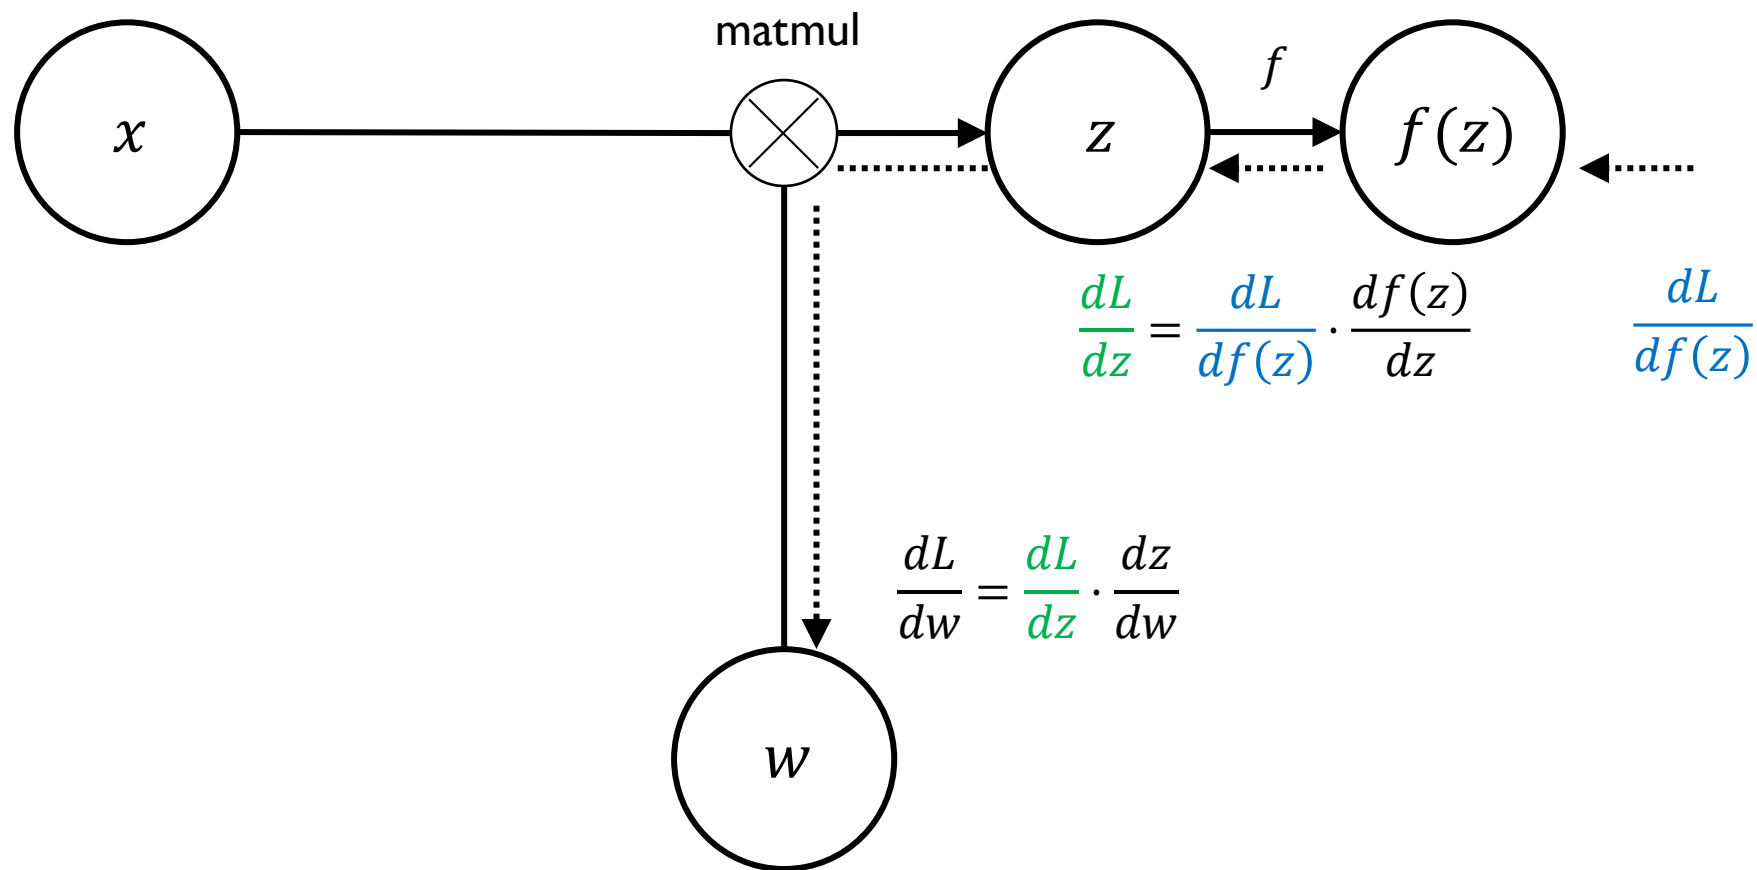 matmul
f
x
z
f(z)
dL/dz = dL/df(z) · df(z)/dz
dL/df(z)
dL/dw = dL/dz · dz/dw
w